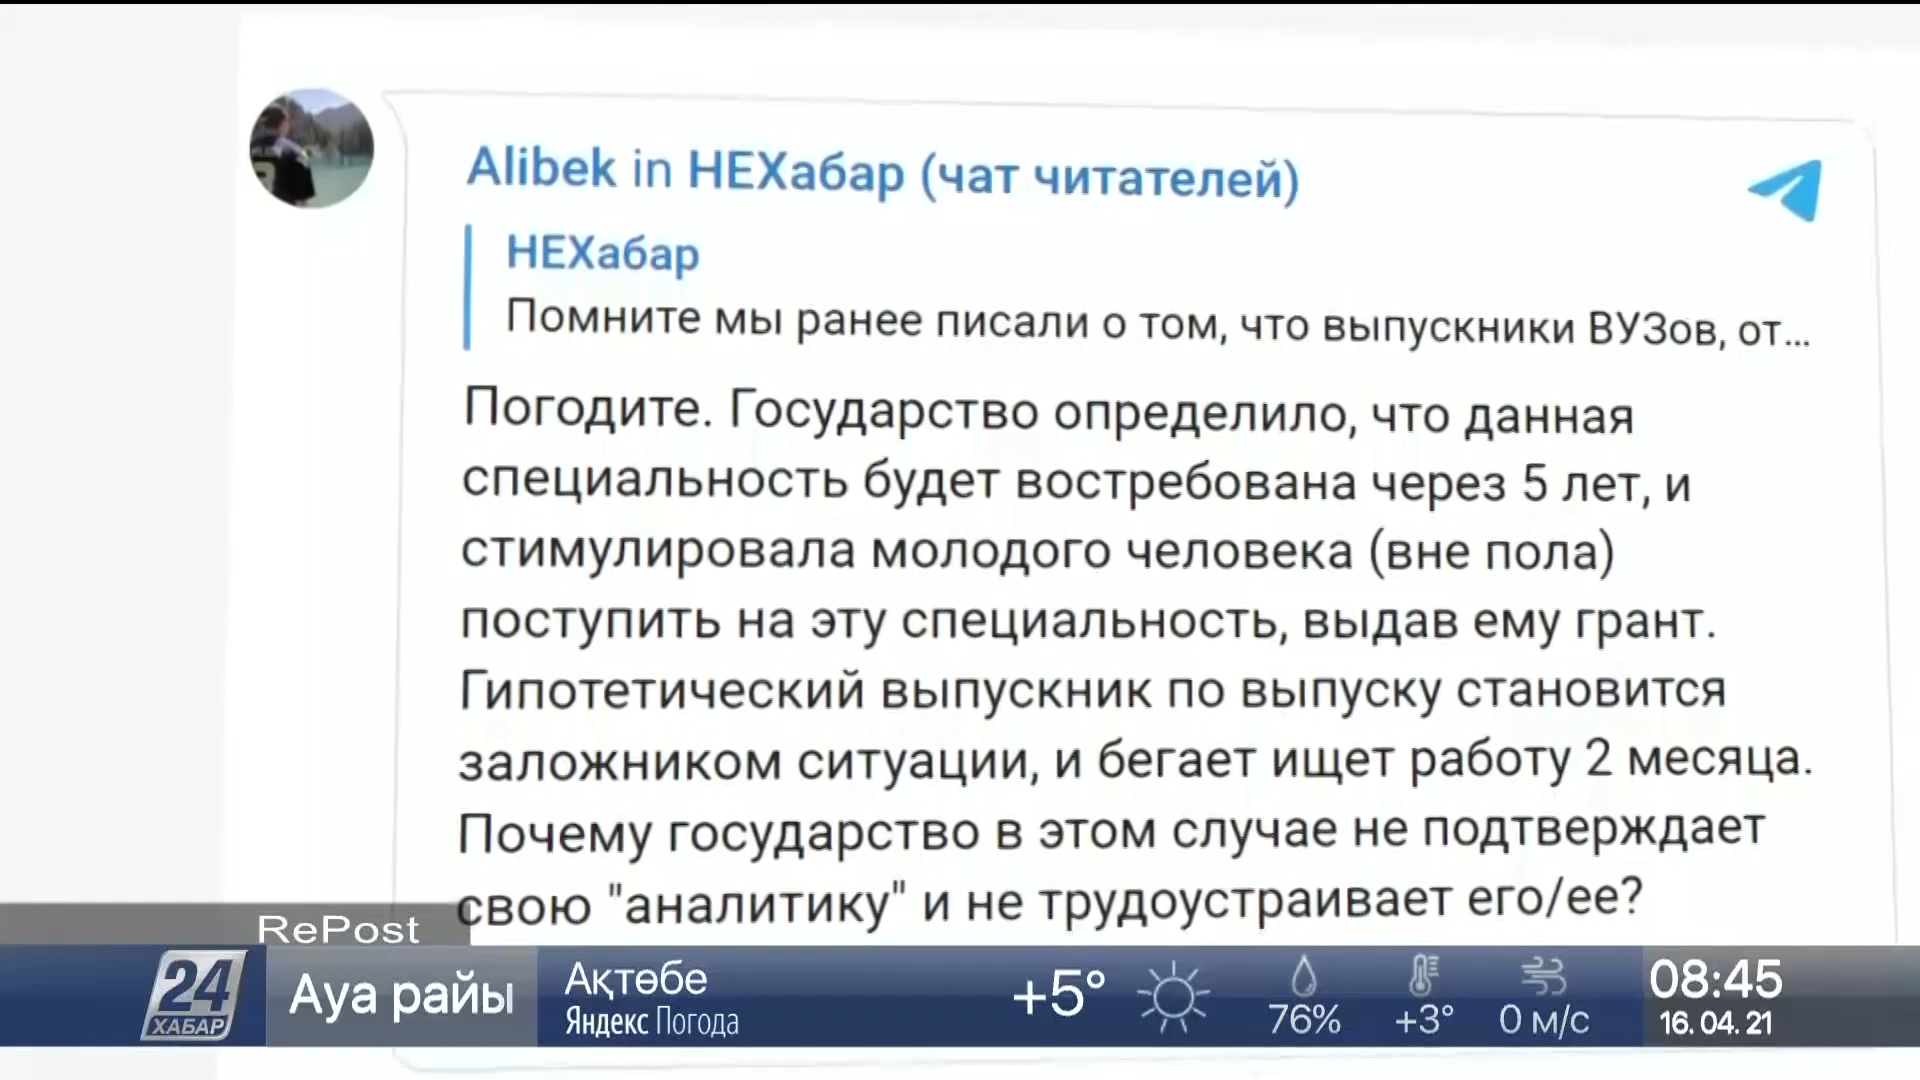 Alibek in НЕХабар (чат читателей)
НЕХабар
Помните мы ранее писали о том, что выпускники ВУЗов, от...
Погодите. Государство определило, что данная
специальность будет востребована через 5 лет, и
стимулировала молодого человека (вне пола)
поступить на эту специальность, выдав ему грант.
Гипотетический выпускник по выпуску становится
заложником ситуации, и бегает ищет работу 2 месяца.
Почему государство в этом случае не подтверждает
свою "аналитику" и не трудоустраивает его/ее?
RePost
24
ХАБАР
Ауа райы
Ақтөбе
Яндекс Погода
+5°
76%
+3°
0 м/с
08:45
16.04.21